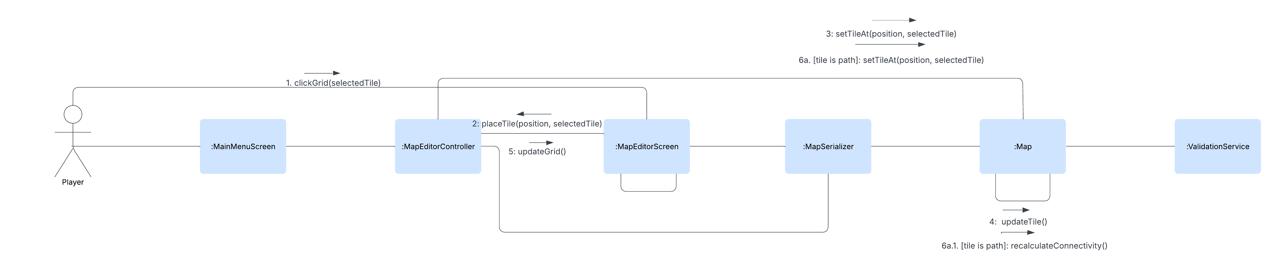 3: setTileAt(position, selectedTile)
6a. [tile is path]: setTileAt(position, selectedTile)
1. clickGrid(selectedTile)
2: placeTile(position, selectedTile)
5: updateGrid()
:MainMenuScreen
:MapEditorController
:MapEditorScreen
:MapSerializer
:Map
:ValidationService
Player
4: updateTile()
6a.1. [tile is path]: recalculateConnectivity()